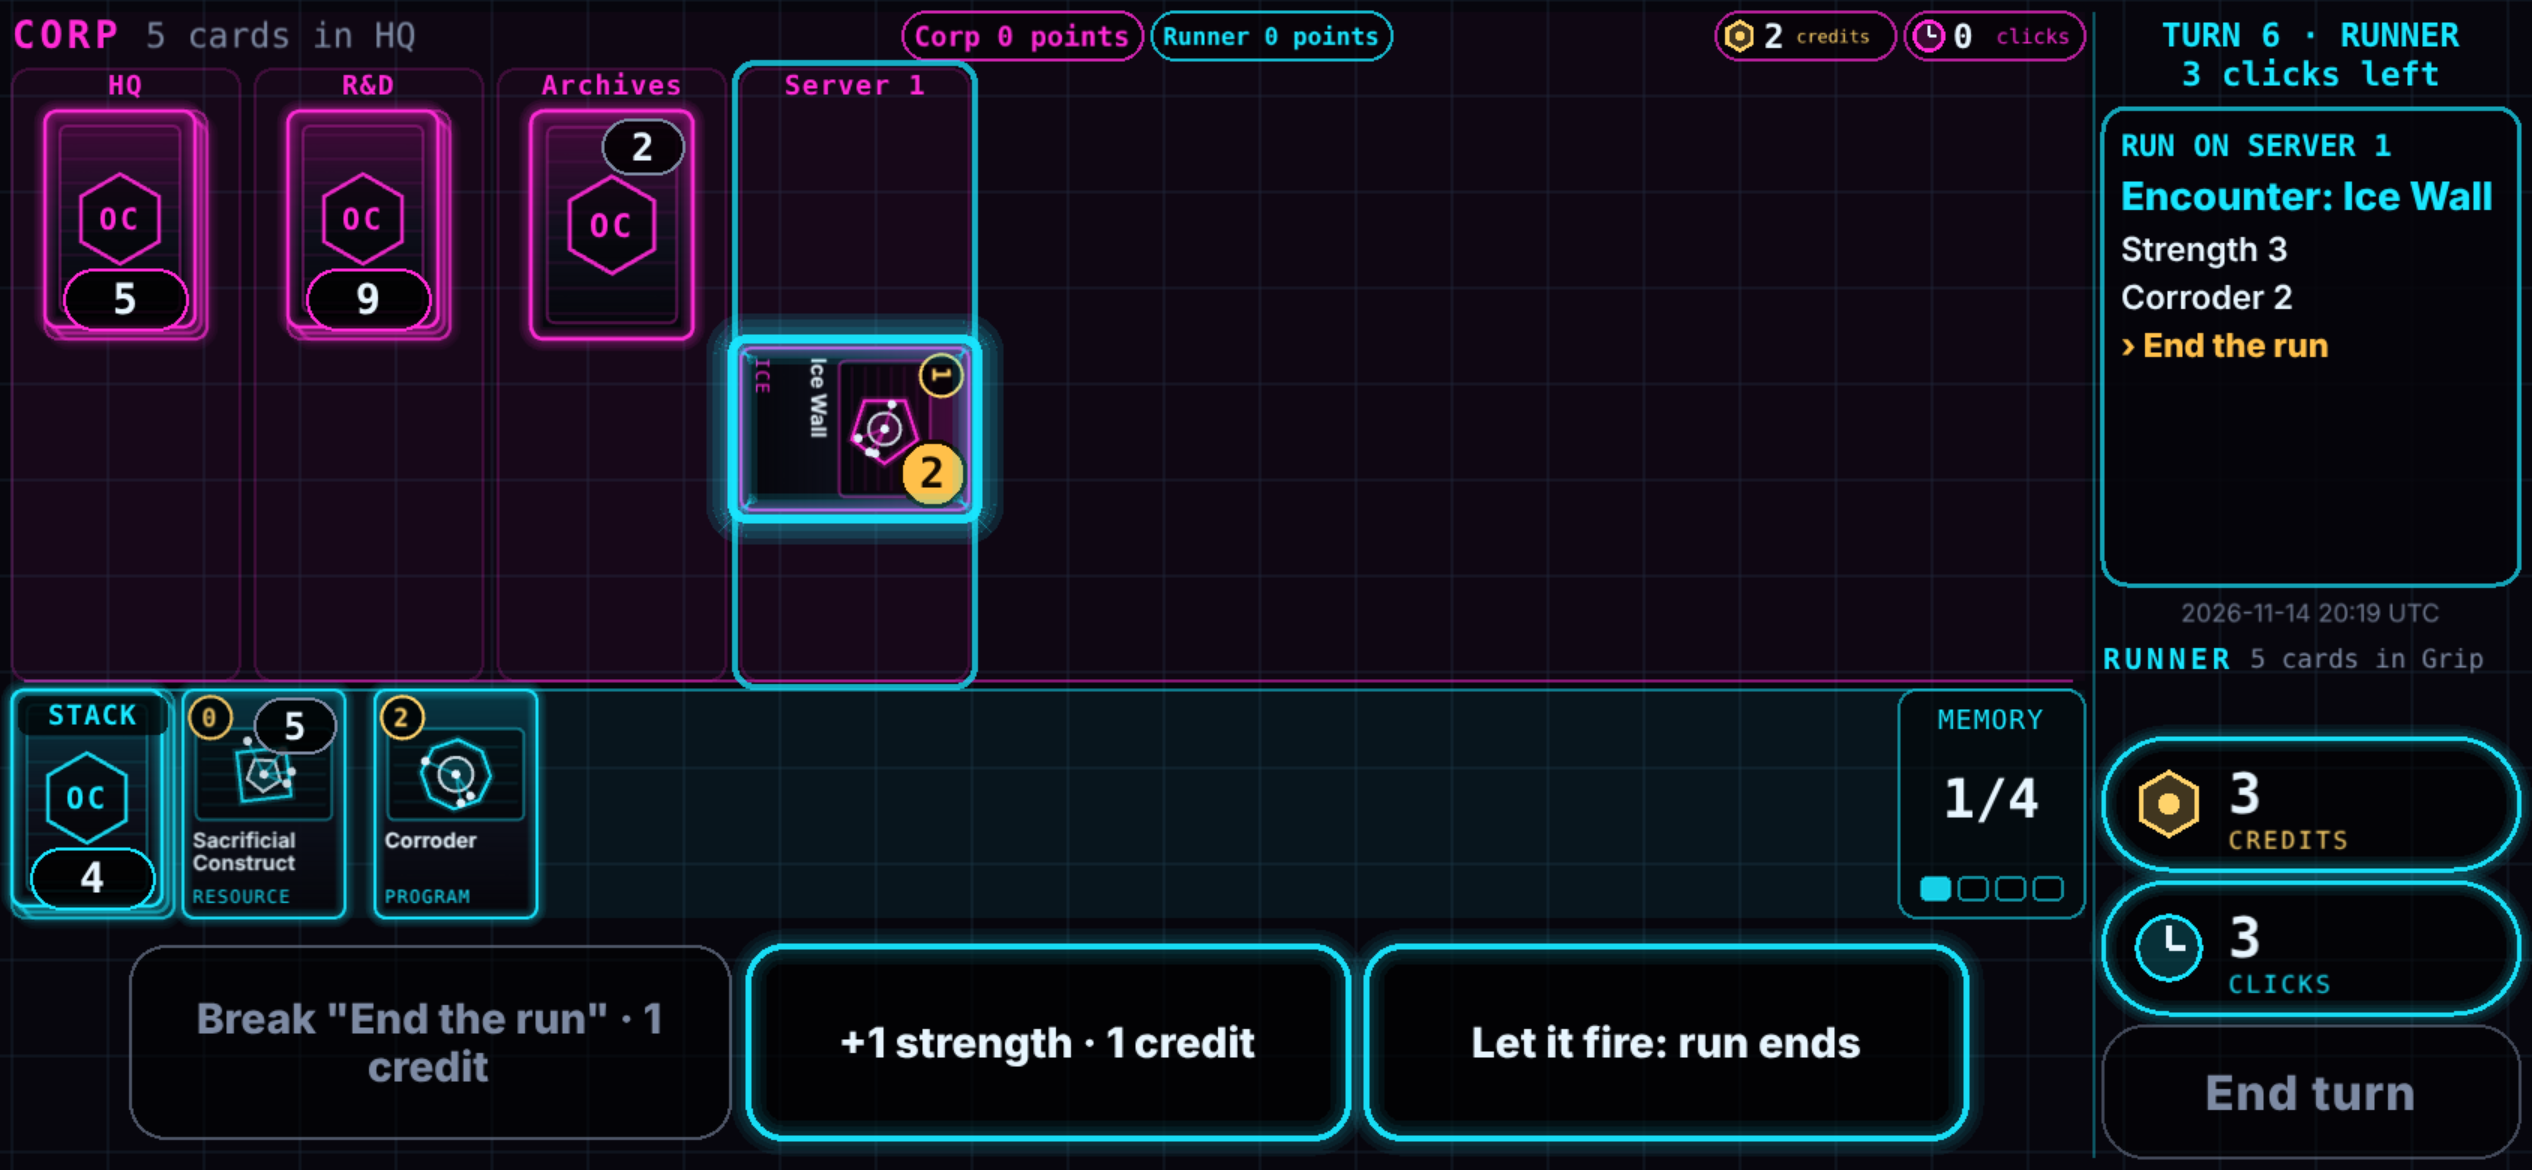 CORP 5 cards in HQ
Corp 0 points
Runner 0 points
2 credits
0 clicks
TURN 6 · RUNNER
3 clicks left
HQ
R&D
Archives
Server 1
OC
5
OC
9
2
OC
ICE
Ice Wall
1
2
RUN ON SERVER 1
Encounter: Ice Wall
Strength 3
Corroder 2
› End the run
2026-11-14 20:19 UTC
RUNNER 5 cards in Grip
STACK
OC
4
0
5
Sacrificial
Construct
RESOURCE
2
Corroder
PROGRAM
MEMORY
1/4
3
CREDITS
3
CLICKS
Break "End the run" · 1
credit
+1 strength · 1 credit
Let it fire: run ends
End turn